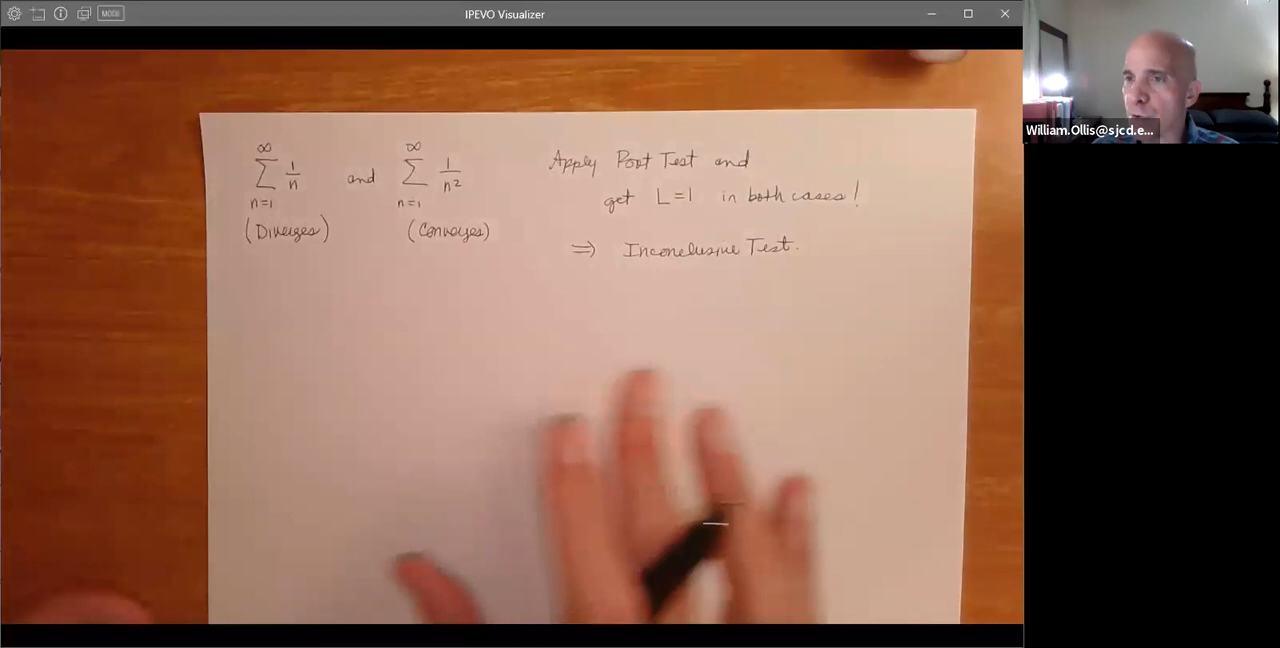 MODE
IPEVO Visualizer
∞ ∞
∑ 1/n and ∑ 1/n²
n=1 n=1
(Diverges) (Converges)
Apply Root Test and
get L=1 in both cases!
⇒ Inconclusive Test.
William.Ollis@sjcd.e...